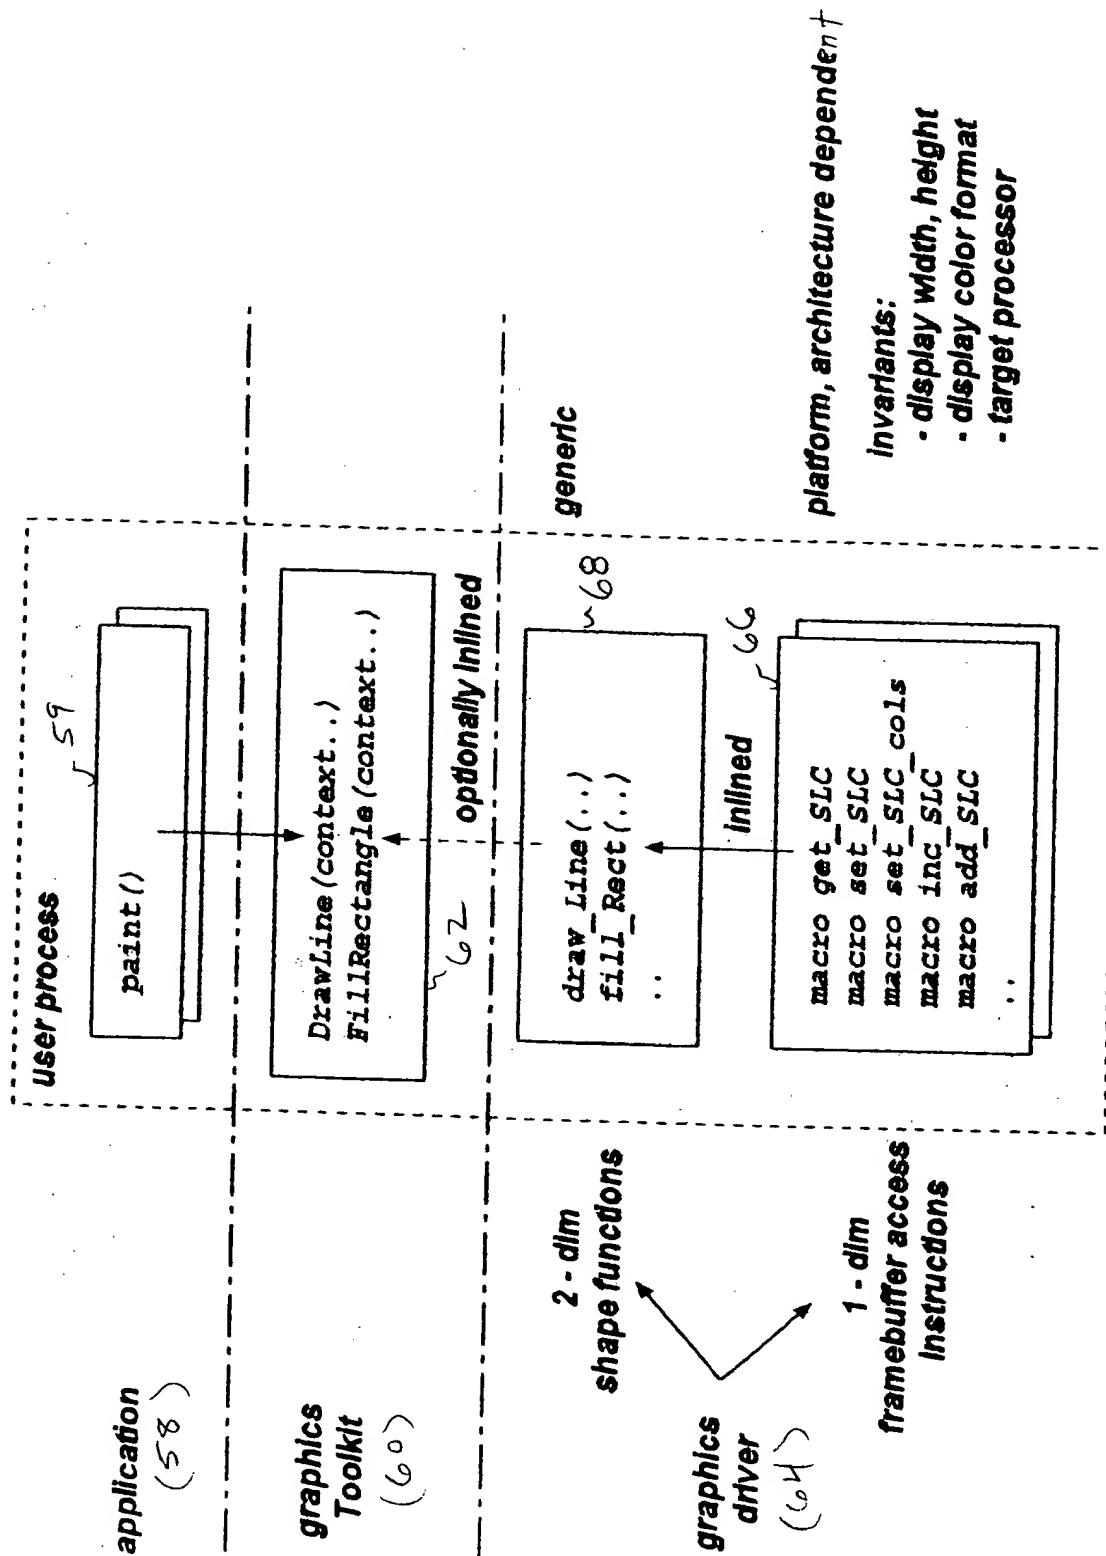 application
(58)
user process
59
paint()
graphics
Toolkit
(60)
DrawLine(context..)
FillRectangle(context..)
62
optionally inlined
graphics
driver
(64)
2 - dim
shape functions
draw_Line(..)
fill_Rect(..)
..
68
generic
inlined
1 - dim
framebuffer access
instructions
66
macro get_SLC
macro set_SLC
macro set_SLC_cols
macro inc_SLC
macro add_SLC
..
platform, architecture dependent
invariants:
- display width, height
- display color format
- target processor